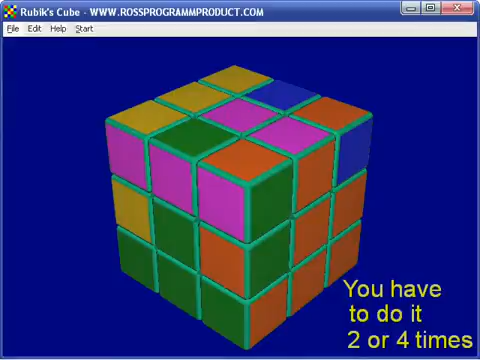 Rubik's Cube - WWW.ROSSPROGRAMMPRODUCT.COM
File Edit Help Start
You have
to do it
2 or 4 times